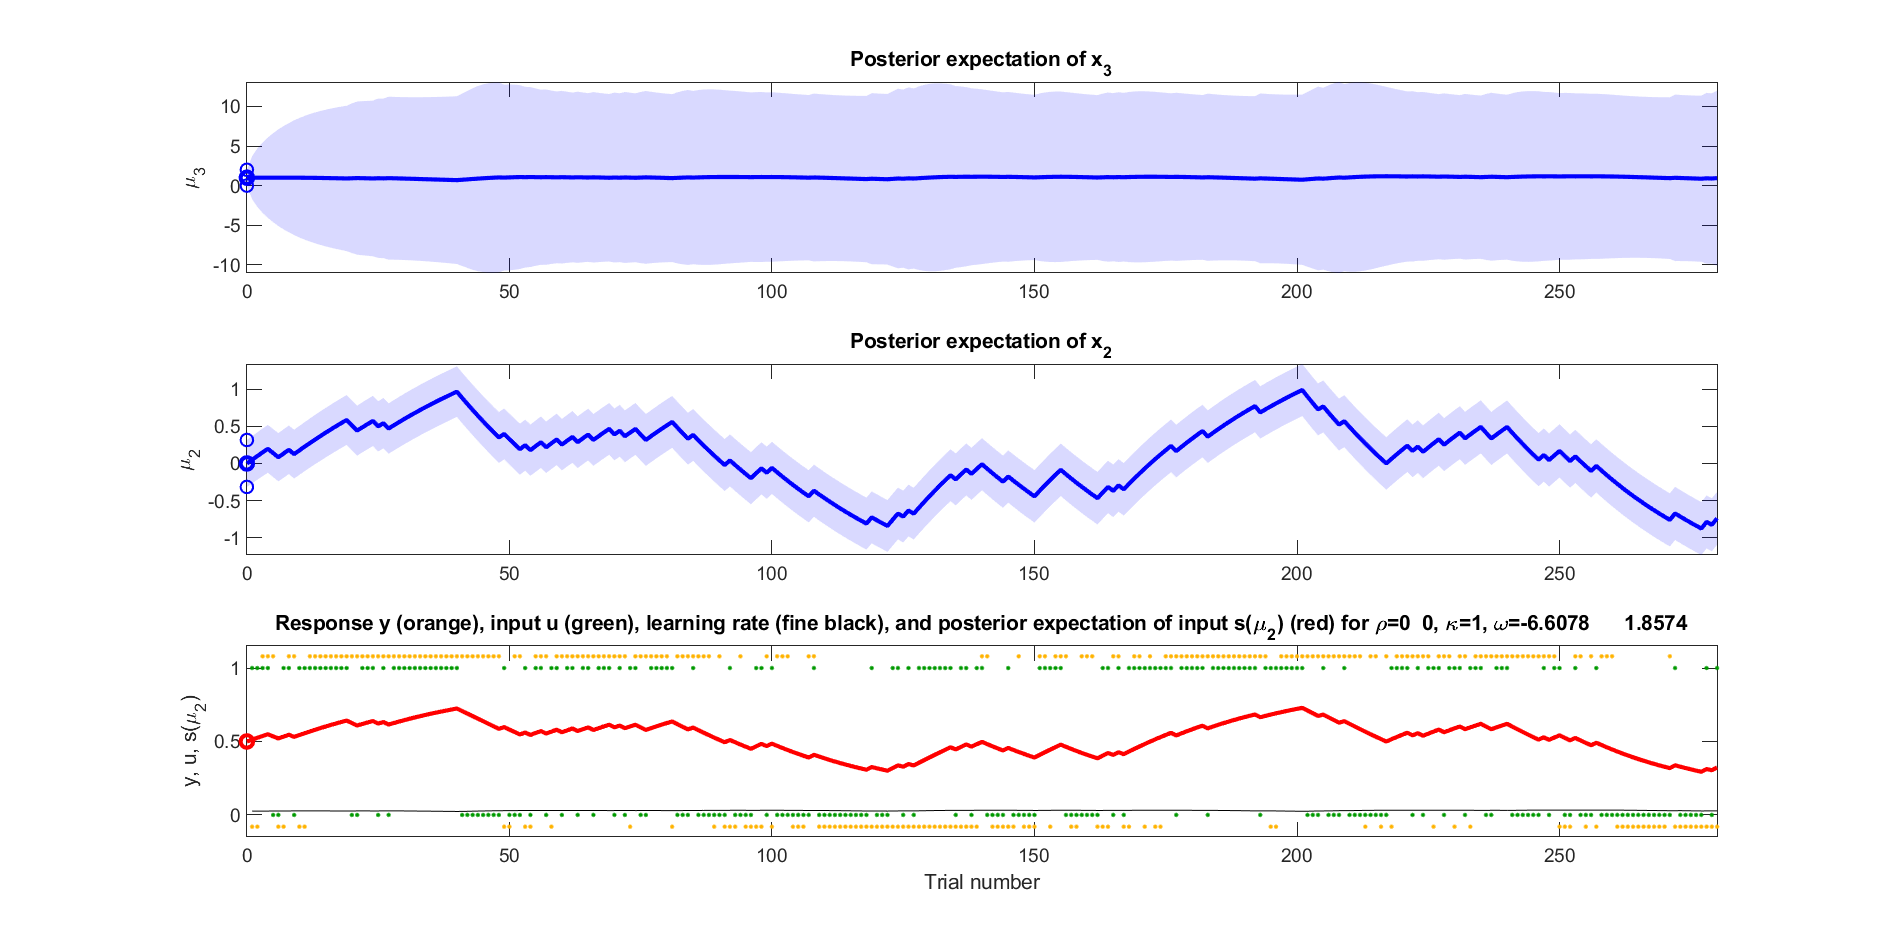 Posterior expectation of x₃
10
5
0
-5
-10
μ₃
0 50 100 150 200 250
Posterior expectation of x₂
1
0.5
0
-0.5
-1
μ₂
0 50 100 150 200 250
Response y (orange), input u (green), learning rate (fine black), and posterior expectation of input s(μ₂) (red) for ρ=0 0, κ=1, ω=-6.6078 1.8574
1
0.5
0
y, u, s(μ₂)
0 50 100 150 200 250
Trial number